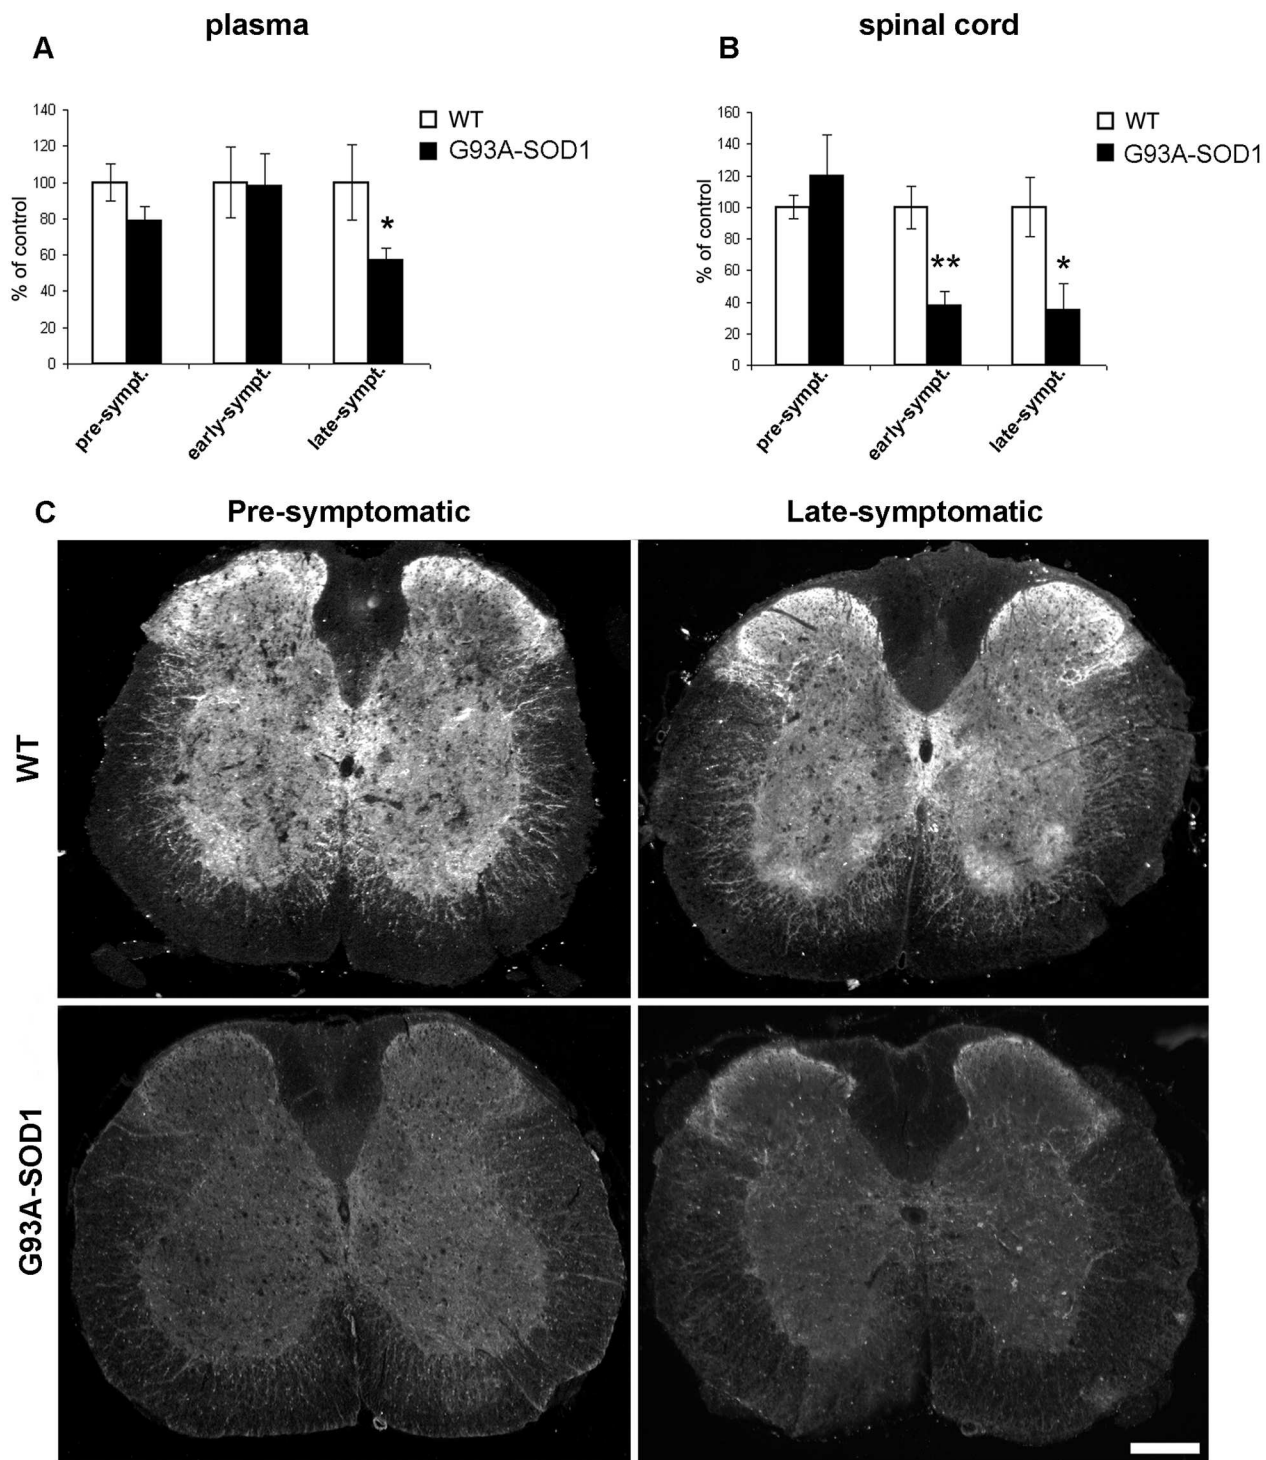 plasma
spinal cord
A
B
WT
G93A-SOD1
140
120
100
80
60
40
20
0
% of control
*
pre-sympt.
early-sympt.
late-sympt.
WT
G93A-SOD1
160
140
120
100
80
60
40
20
0
% of control
**
*
pre-sympt.
early-sympt.
late-sympt.
C
Pre-symptomatic
Late-symptomatic
WT
G93A-SOD1